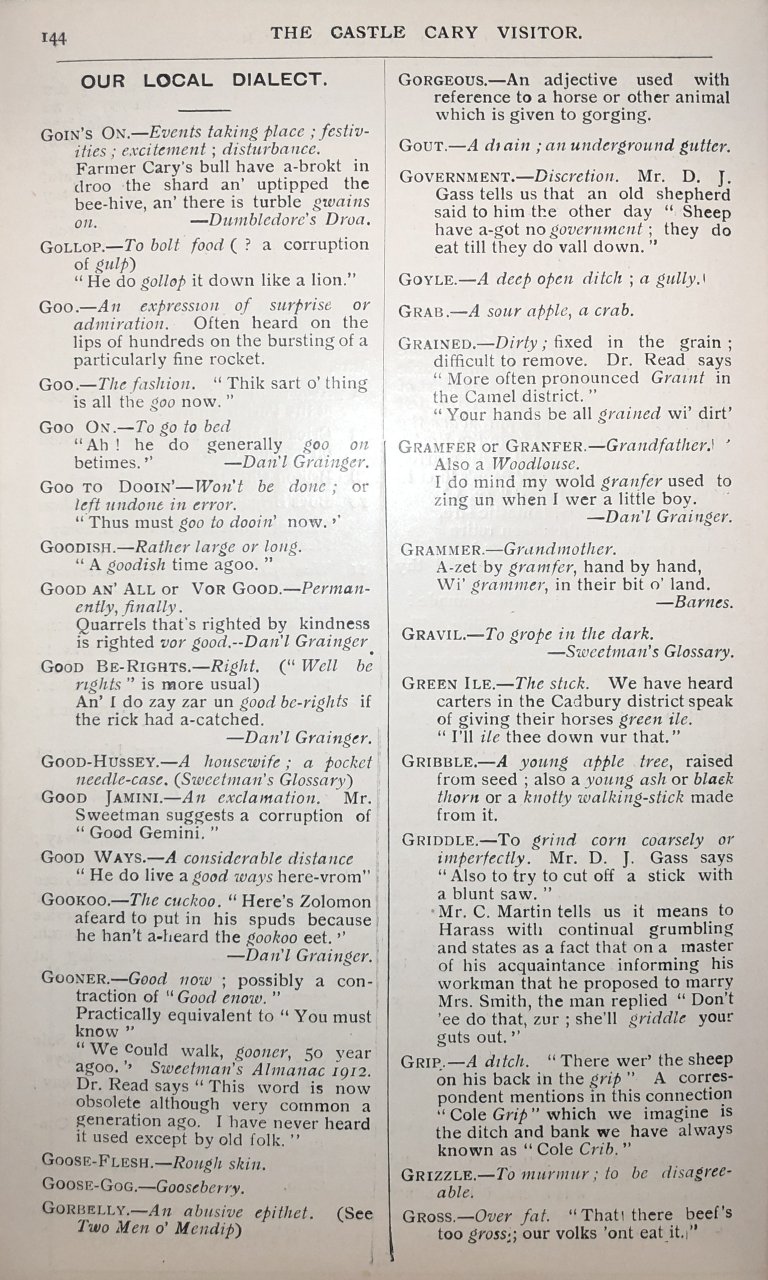 144
THE CASTLE CARY VISITOR.
OUR LOCAL DIALECT.
GOIN'S ON.—Events taking place ; festiv-
ities ; excitement ; disturbance.
Farmer Cary's bull have a-brokt in
droo the shard an' uptipped the
bee-hive, an' there is turble gwains
on. —Dumbledore's Droa.
GOLLOP.—To bolt food ( ? a corruption
of gulp)
“ He do gollop it down like a lion.”
GOO.—An expression of surprise or
admiration. Often heard on the
lips of hundreds on the bursting of a
particularly fine rocket.
GOO.—The fashion. “ Thik sart o' thing
is all the goo now. ”
GOO ON.—To go to bed
“ Ah ! he do generally goo on
betimes.” —Dan'l Grainger.
GOO TO DOOIN'—Won't be done ; or
left undone in error.
“ Thus must goo to dooin' now. ”
GOODISH.—Rather large or long.
“ A goodish time agoo. ”
GOOD AN' ALL or VOR GOOD.—Perman-
ently, finally.
Quarrels that's righted by kindness
is righted vor good.--Dan'l Grainger.
GOOD BE-RIGHTS.—Right. (“ Well be
rights ” is more usual)
An' I do zay zar un good be-rights if
the rick had a-catched.
—Dan'l Grainger.
GOOD-HUSSEY.—A housewife ; a pocket
needle-case. (Sweetman's Glossary)
GOOD JAMINI.—An exclamation. Mr.
Sweetman suggests a corruption of
“ Good Gemini. ”
GOOD WAYS.—A considerable distance
“ He do live a good ways here-vrom”
GOOKOO.—The cuckoo. “ Here's Zolomon
afeard to put in his spuds because
he han't a-heard the gookoo eet. ”
—Dan'l Grainger.
GOONER.—Good now ; possibly a con-
traction of “ Good enow. ”
Practically equivalent to “ You must
know ”
“ We could walk, gooner, 50 year
agoo. ” Sweetman's Almanac 1912.
Dr. Read says “ This word is now
obsolete although very common a
generation ago. I have never heard
it used except by old folk. ”
GOOSE-FLESH.—Rough skin.
GOOSE-GOG.—Gooseberry.
GORBELLY.—An abusive epithet. (See
Two Men o' Mendip)
GORGEOUS.—An adjective used with
reference to a horse or other animal
which is given to gorging.
GOUT.—A drain ; an underground gutter.
GOVERNMENT.—Discretion. Mr. D. J.
Gass tells us that an old shepherd
said to him the other day “ Sheep
have a-got no government ; they do
eat till they do vall down. ”
GOYLE.—A deep open ditch ; a gully.
GRAB.—A sour apple, a crab.
GRAINED.—Dirty ; fixed in the grain ;
difficult to remove. Dr. Read says
“ More often pronounced Graint in
the Camel district. ”
“ Your hands be all grained wi' dirt'
GRAMFER or GRANFER.—Grandfather.
Also a Woodlouse.
I do mind my wold granfer used to
zing un when I wer a little boy.
—Dan'l Grainger.
GRAMMER.—Grandmother.
A-zet by gramfer, hand by hand,
Wi' grammer, in their bit o' land.
—Barnes.
GRAVIL.—To grope in the dark.
—Sweetman's Glossary.
GREEN ILE.—The stick. We have heard
carters in the Cadbury district speak
of giving their horses green ile.
“ I'll ile thee down vur that.”
GRIBBLE.—A young apple tree, raised
from seed ; also a young ash or black
thorn or a knotty walking-stick made
from it.
GRIDDLE.—To grind corn coarsely or
imperfectly. Mr. D. J. Gass says
“ Also to try to cut off a stick with
a blunt saw. ”
Mr. C. Martin tells us it means to
Harass with continual grumbling
and states as a fact that on a master
of his acquaintance informing his
workman that he proposed to marry
Mrs. Smith, the man replied “ Don't
'ee do that, zur ; she'll griddle your
guts out. ”
GRIP.—A ditch. “ There wer' the sheep
on his back in the grip ” A corres-
pondent mentions in this connection
“ Cole Grip ” which we imagine is
the ditch and bank we have always
known as “ Cole Crib. ”
GRIZZLE.—To murmur ; to be disagree-
able.
GROSS.—Over fat. “ That there beef's
too gross ; our volks 'ont eat it.”